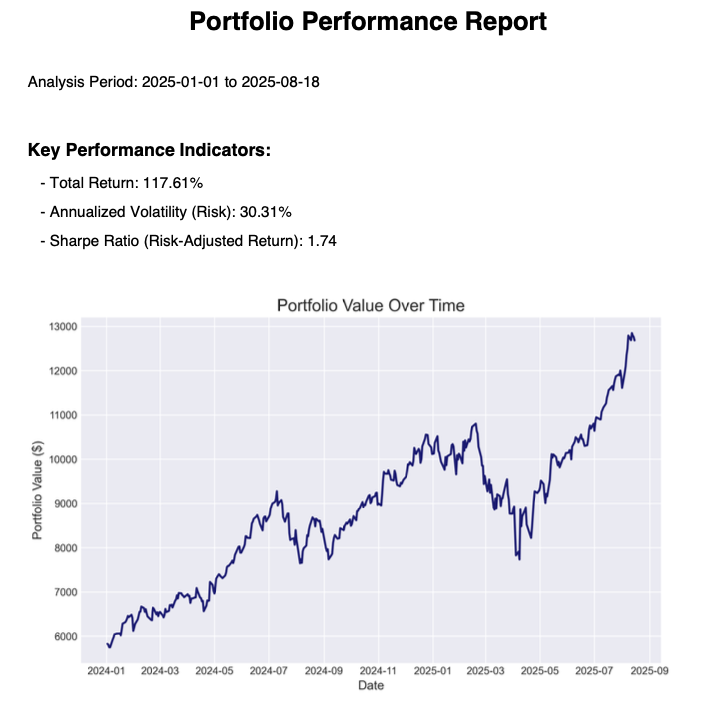 Portfolio Performance Report
Analysis Period: 2025-01-01 to 2025-08-18
Key Performance Indicators:
- Total Return: 117.61%
- Annualized Volatility (Risk): 30.31%
- Sharpe Ratio (Risk-Adjusted Return): 1.74
Portfolio Value Over Time
13000
12000
11000
10000
9000
8000
7000
6000
Portfolio Value ($)
2024-01 2024-03 2024-05 2024-07 2024-09 2024-11 2025-01 2025-03 2025-05 2025-07 2025-09
Date